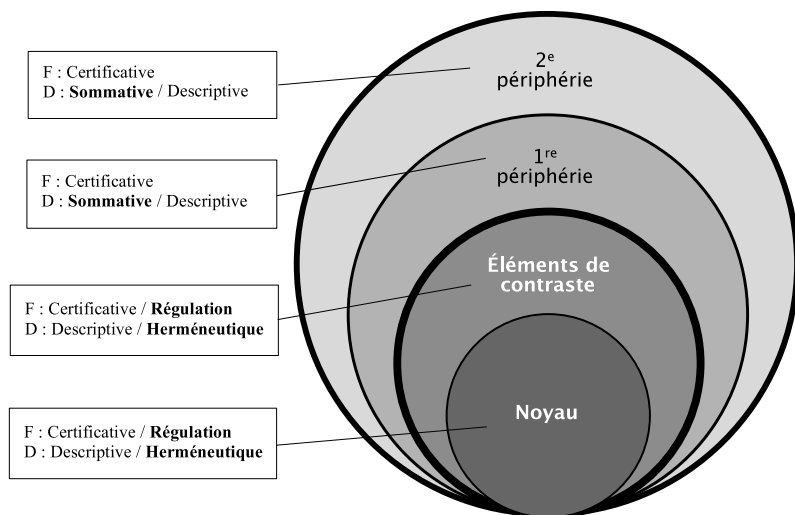 F : Certificative
D : Sommative / Descriptive
2e
périphérie
F : Certificative
D : Sommative / Descriptive
1re
périphérie
F : Certificative / Régulation
D : Descriptive / Herméneutique
Éléments de
contraste
F : Certificative / Régulation
D : Descriptive / Herméneutique
Noyau